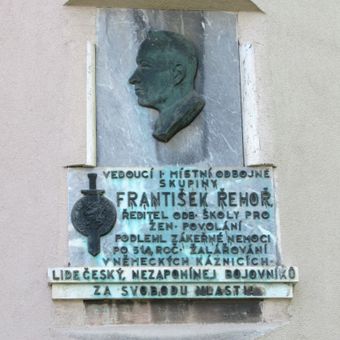 VEDOUCÍ I. MÍSTNÍ ODBOJNÉ
SKUPINY
FRANTIŠEK ŘEHOŘ,
ŘEDITEL ODB. ŠKOLY PRO
ŽEN. POVOLÁNÍ
PODLEHL ZÁKEŘNÉ NEMOCI
PO 5½ ROČ. ŽALÁŘOVÁNÍ
V NĚMECKÝCH KÁZNICÍCH.
LIDE ČESKÝ, NEZAPOMÍNEJ BOJOVNÍKŮ
ZA SVOBODU VLASTI